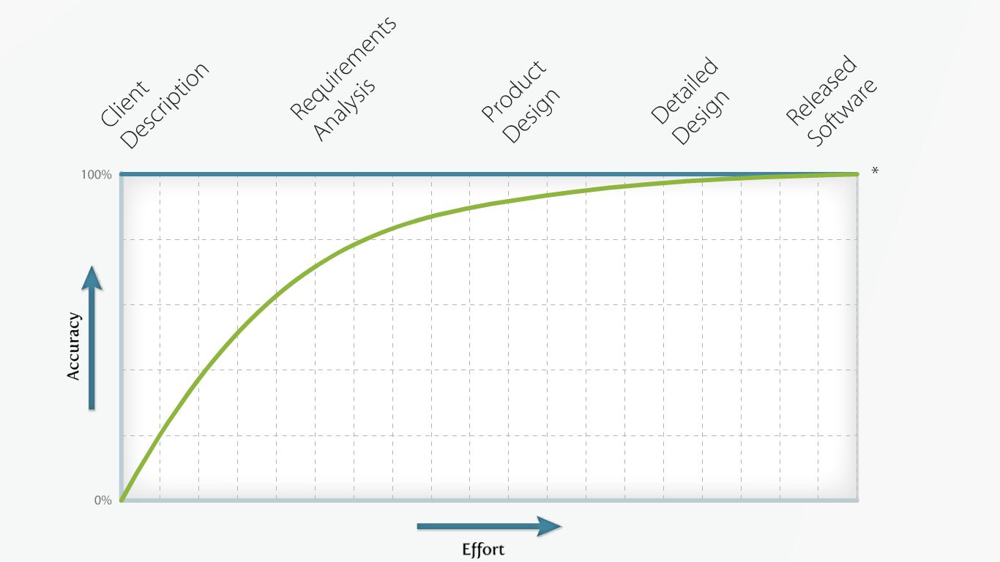 Client
Description
Requirements
Analysis
Product
Design
Detailed
Design
Released
Software
100%
*
Accuracy
0%
Effort